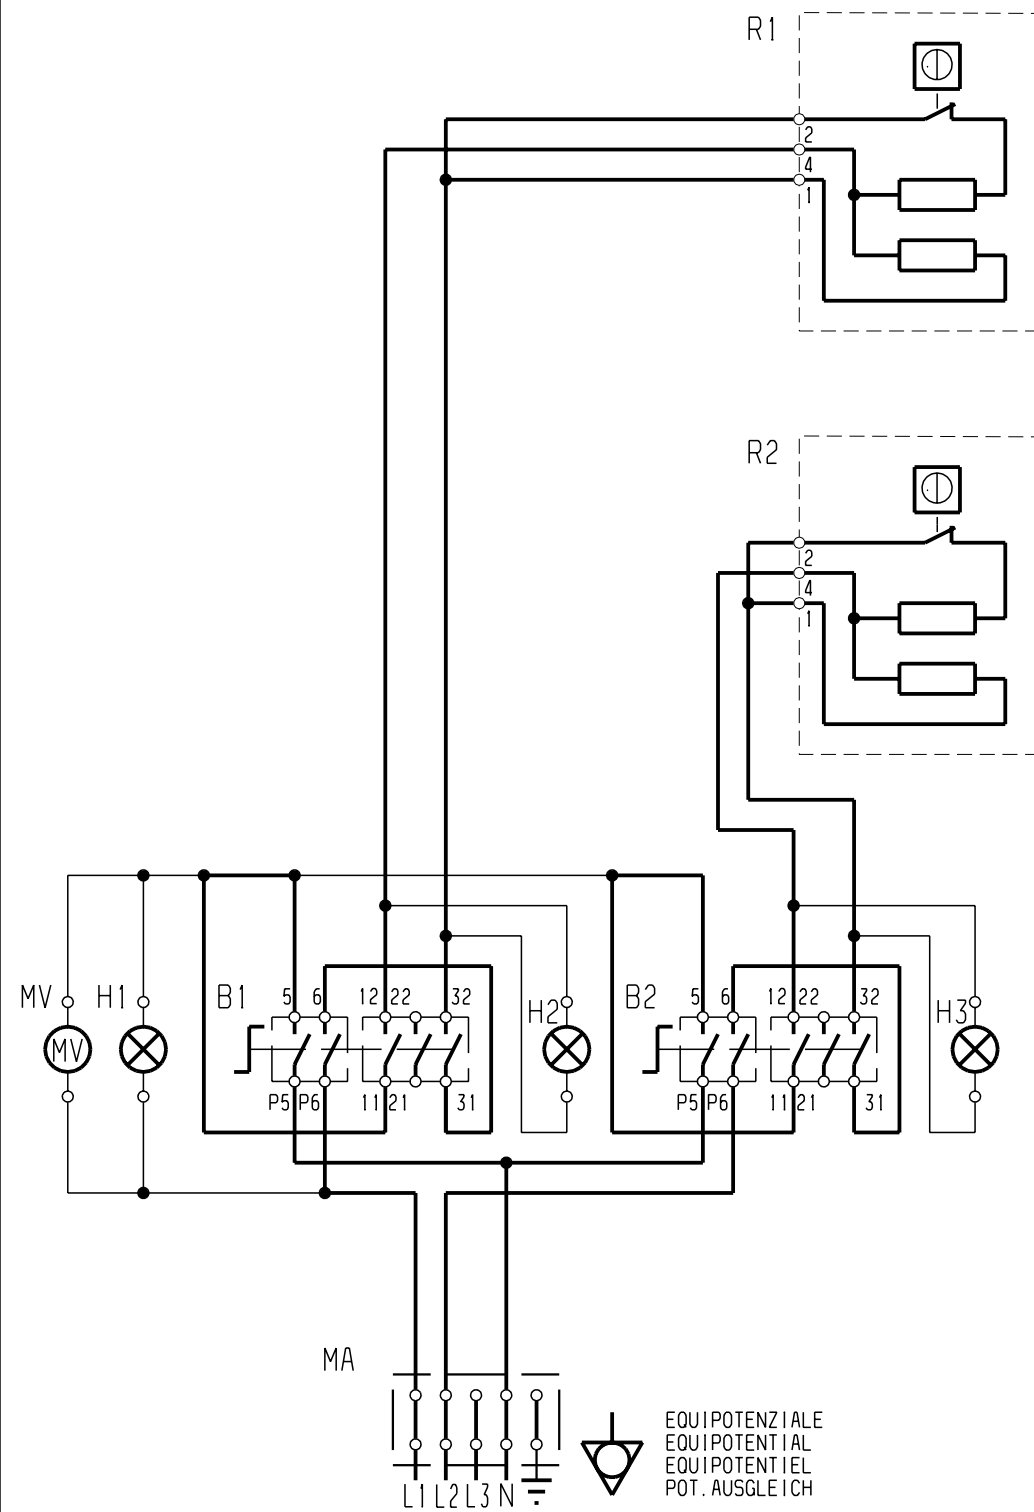 R1
2
4
1
R2
2
4
1
MV H1 B1 5 6 12 22 32 H2 B2 5 6 12 22 32 H3
MV
P5 P6 11 21 31 P5 P6 11 21 31
MA
L1 L2 L3 N
EQUIPOTENZIALE
EQUIPOTENTIAL
EQUIPOTENTIEL
POT. AUSGLEICH